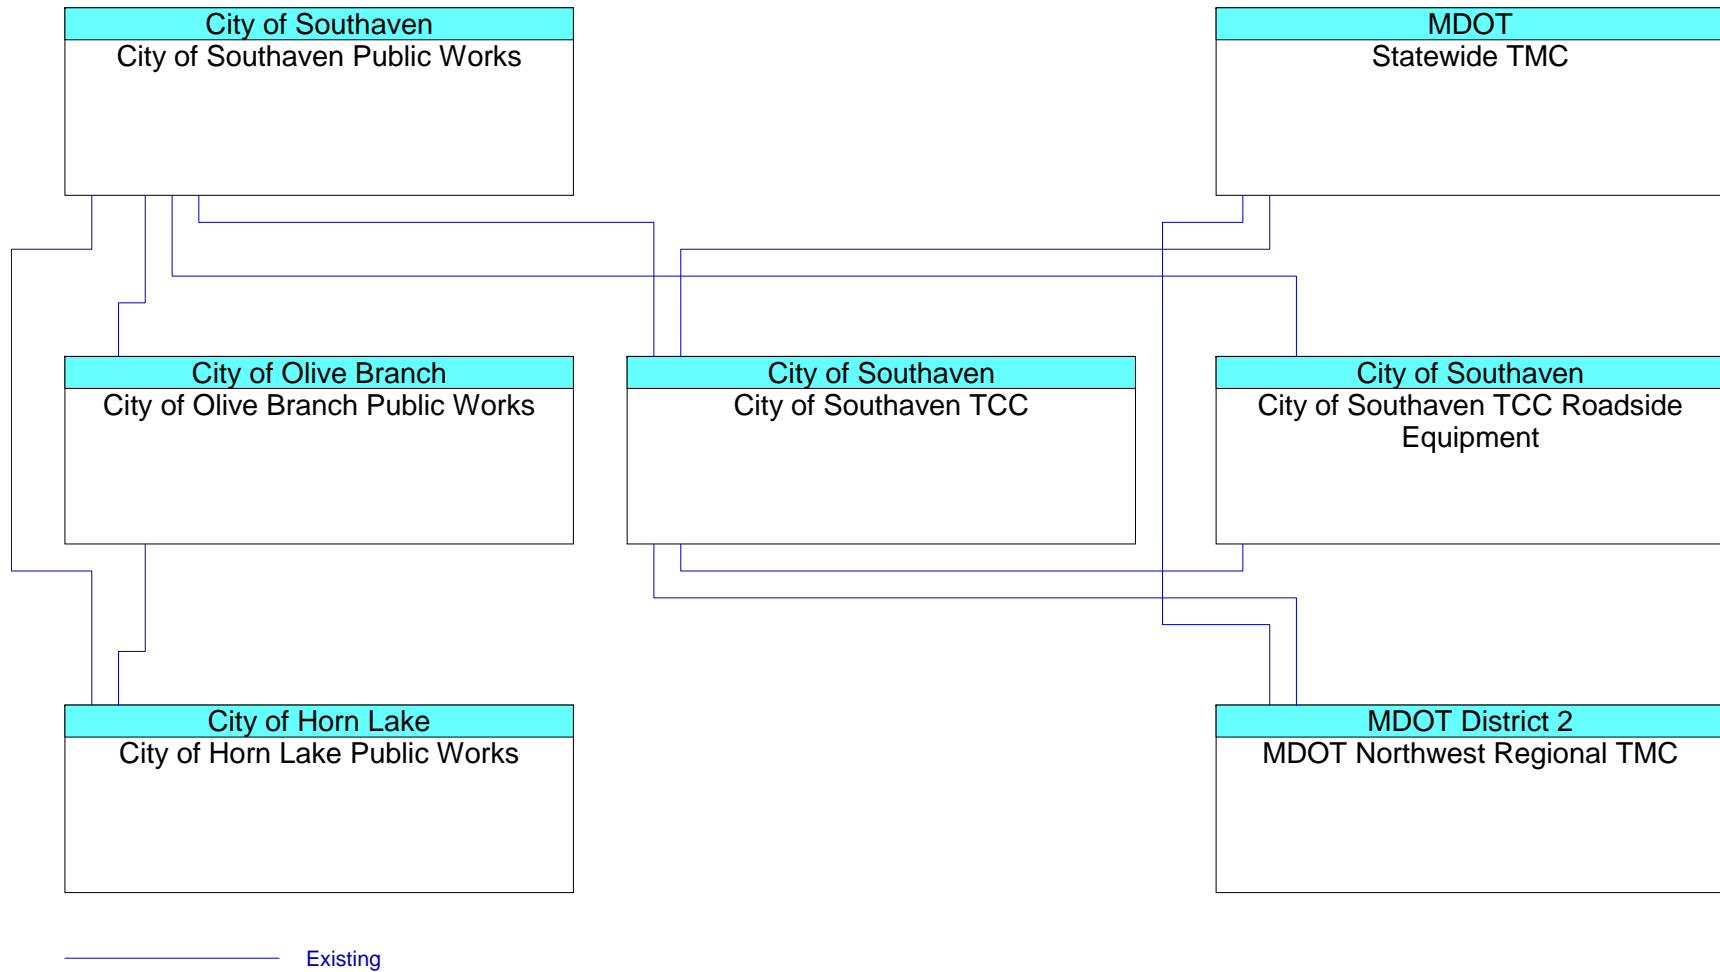 City of Southaven
City of Southaven Public Works
MDOT
Statewide TMC
City of Olive Branch
City of Olive Branch Public Works
City of Southaven
City of Southaven TCC
City of Southaven
City of Southaven TCC Roadside
Equipment
City of Horn Lake
City of Horn Lake Public Works
MDOT District 2
MDOT Northwest Regional TMC
Existing